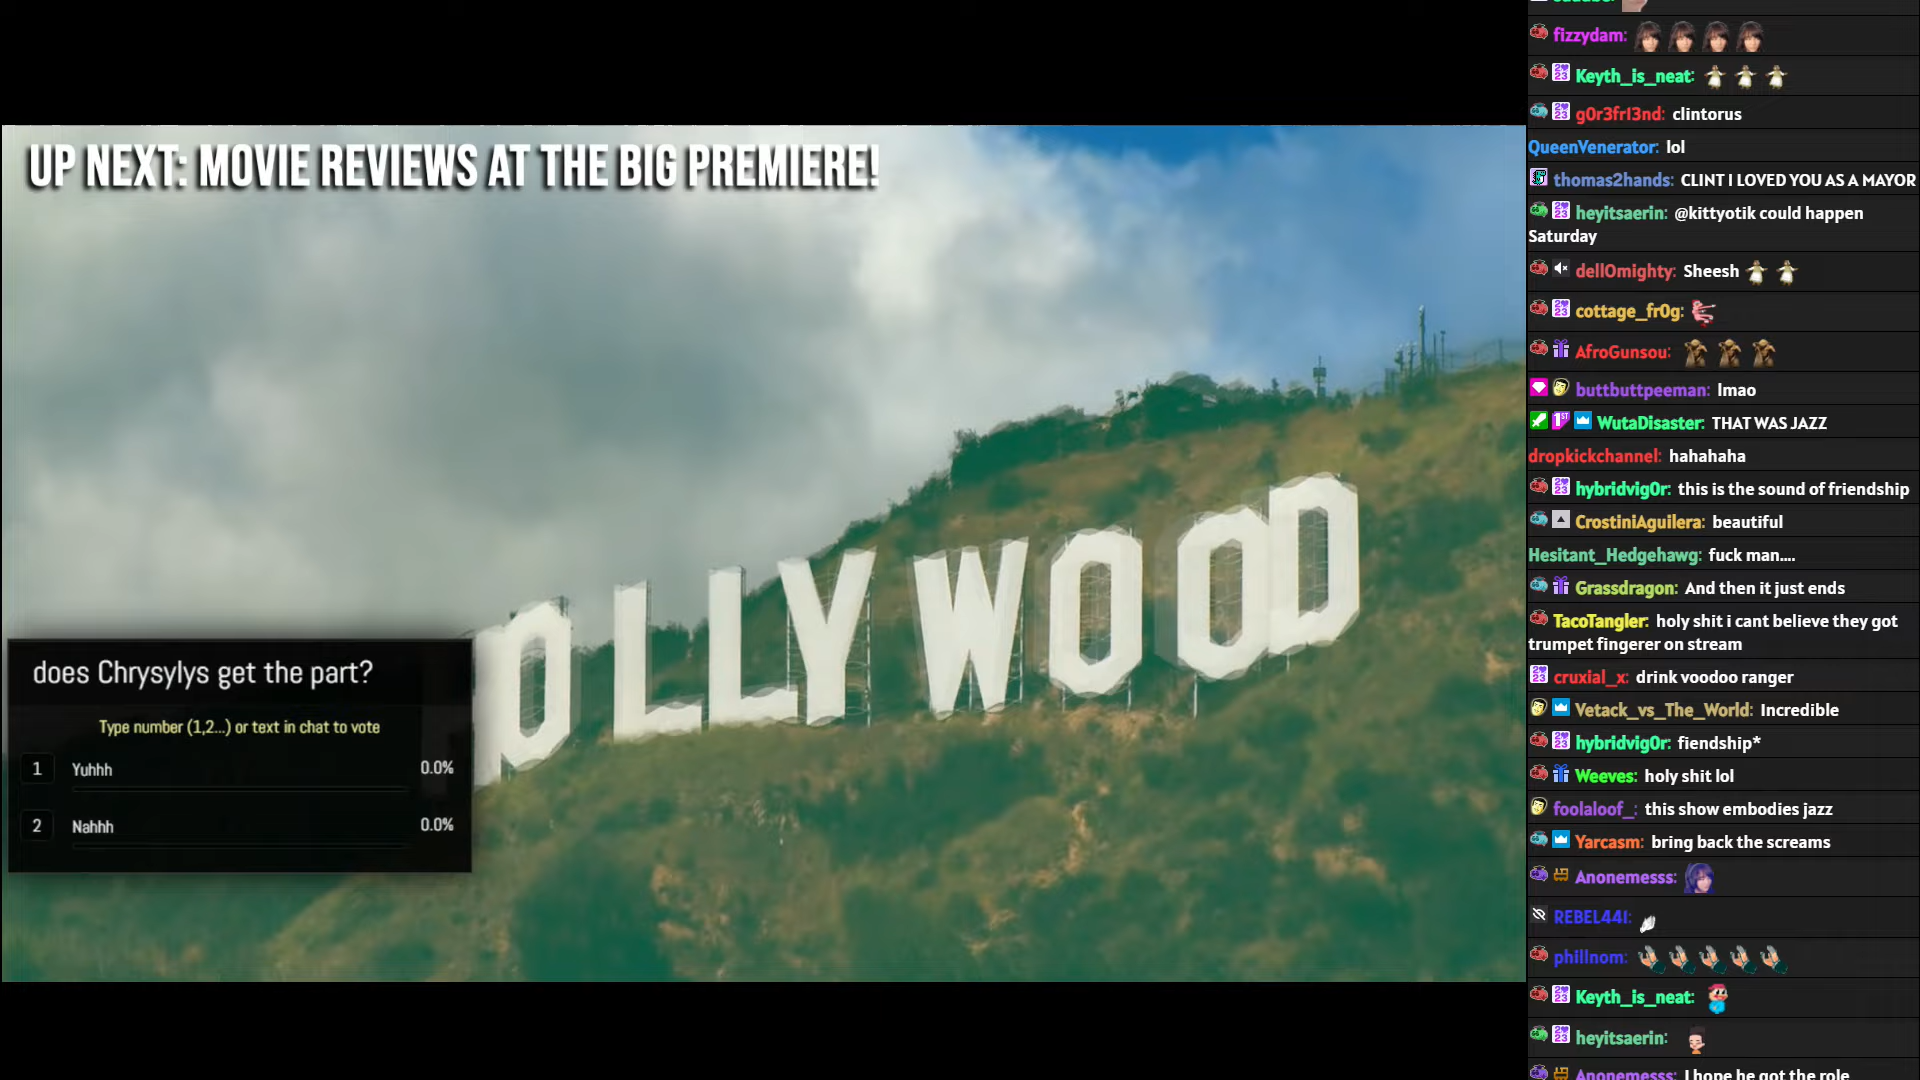 UP NEXT: MOVIE REVIEWS AT THE BIG PREMIERE!
OLLYWOOD
does Chrysylys get the part?
Type number (1,2...) or text in chat to vote
1 Yuhhh 0.0%
2 Nahhh 0.0%
fizzydam:
Keyth_is_neat:
g0r3fr13nd: clintorus
QueenVenerator: lol
thomas2hands: CLINT I LOVED YOU AS A MAYOR
heyitsaerin: @kittyotik could happen
Saturday
dellOmighty: Sheesh
cottage_fr0g:
AfroGunsou:
buttbuttpeeman: lmao
WutaDisaster: THAT WAS JAZZ
dropkickchannel: hahahaha
hybridvig0r: this is the sound of friendship
CrostiniAguilera: beautiful
Hesitant_Hedgehawg: fuck man....
Grassdragon: And then it just ends
TacoTangler: holy shit i cant believe they got
trumpet fingerer on stream
cruxial_x: drink voodoo ranger
Vetack_vs_The_World: Incredible
hybridvig0r: fiendship*
Weeves: holy shit lol
foolaloof_: this show embodies jazz
Yarcasm: bring back the screams
Anonemesss:
REBEL44I:
phillnom:
Keyth_is_neat:
heyitsaerin:
Anonemesss: I hope he got the role